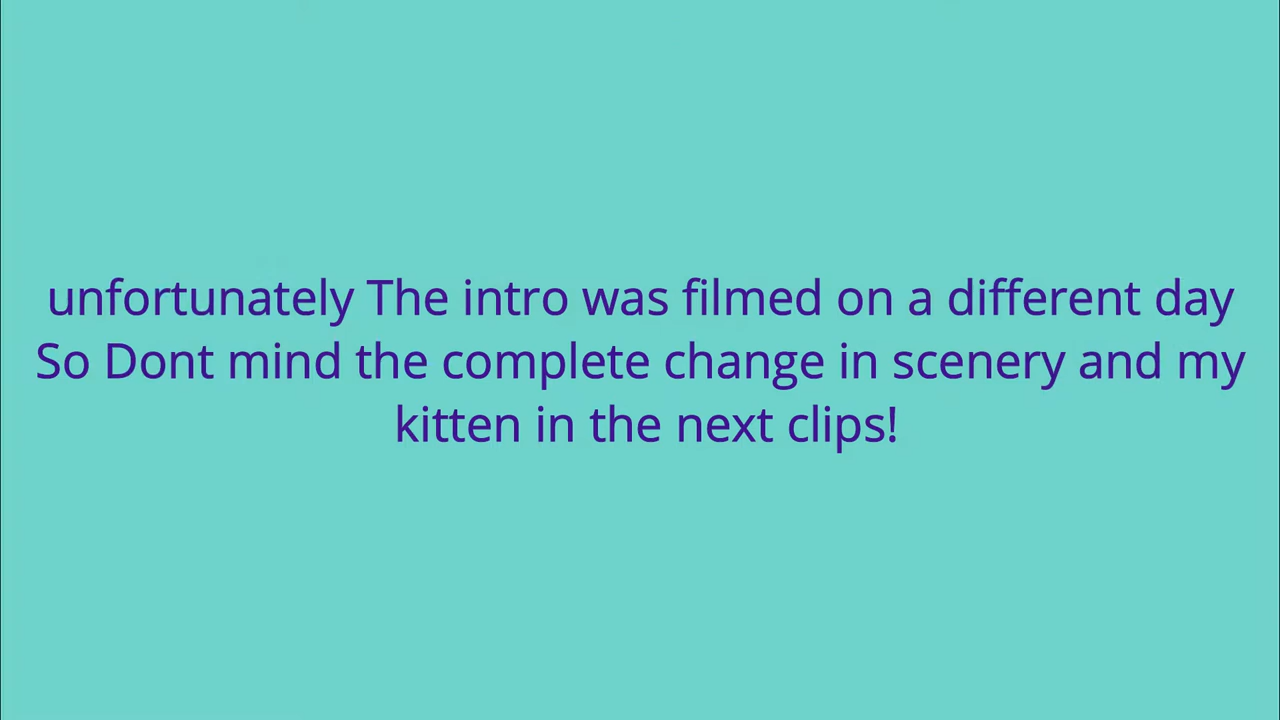 unfortunately The intro was filmed on a different day
So Dont mind the complete change in scenery and my
kitten in the next clips!